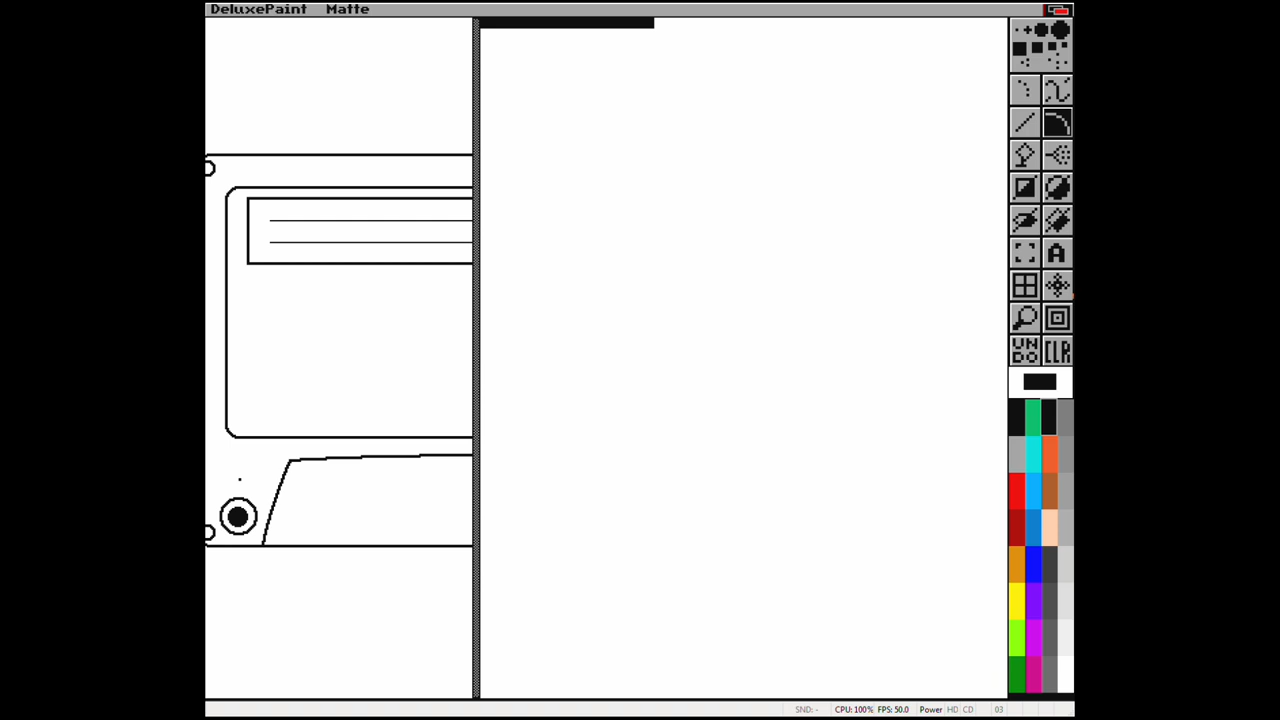 DeluxePaint Matte
A
UN
DO CLR
SND: - CPU: 100% FPS: 50.0 Power HD CD 03